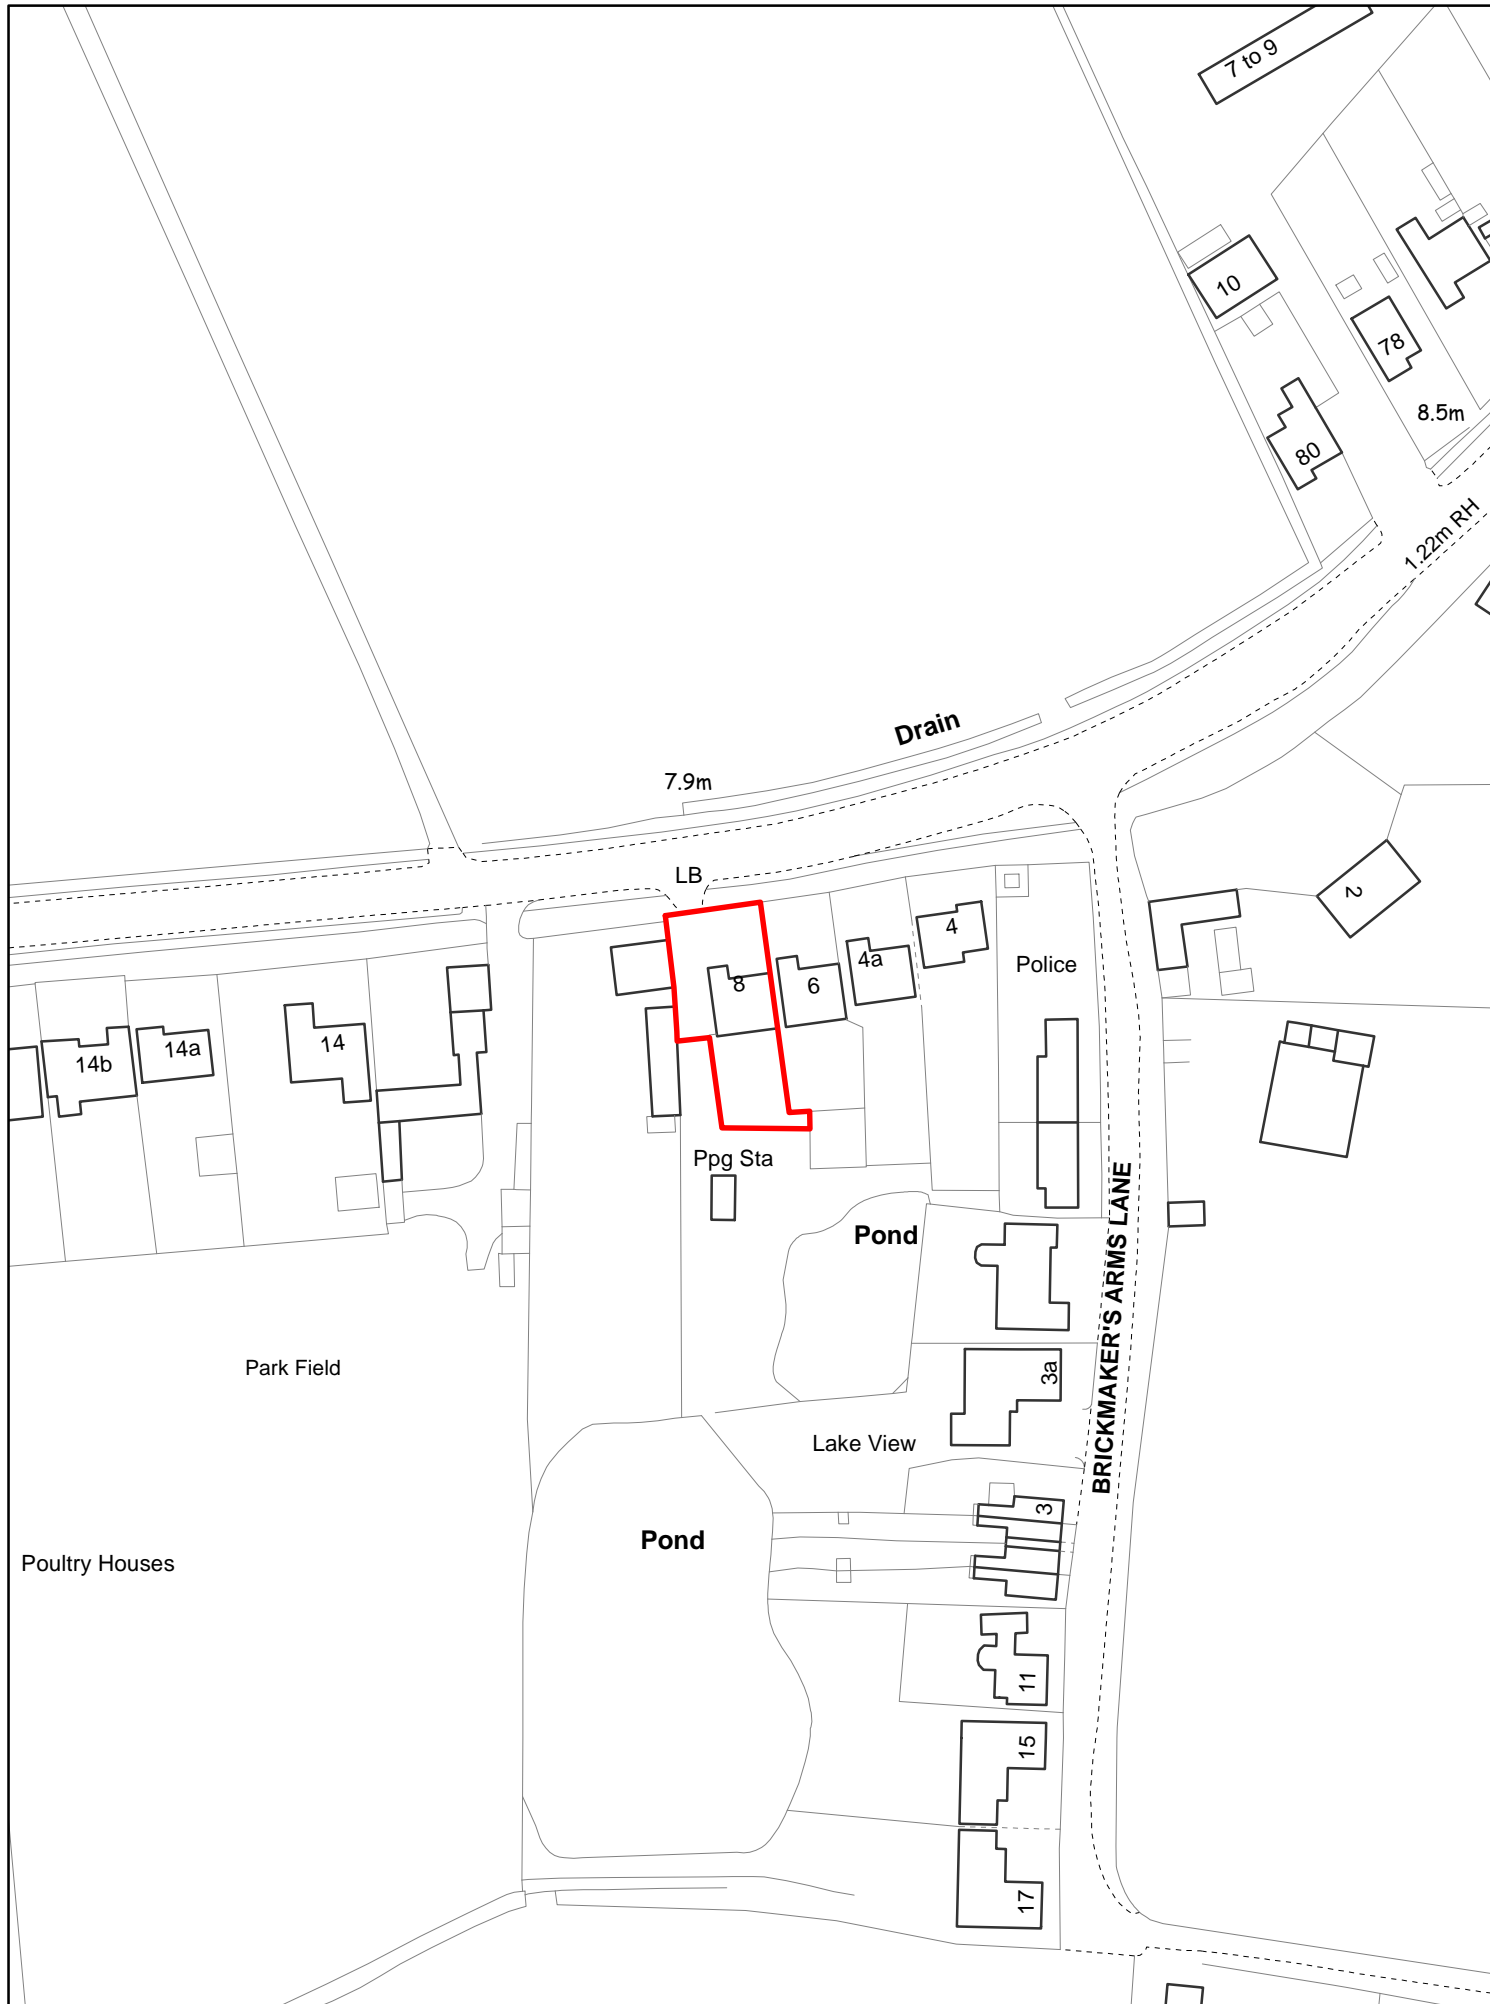 7 to 9
10
78
8.5m
80
1.22m RH
Drain
7.9m
LB
2
4
4a
Police
8
6
14
14a
14b
Ppg Sta
Pond
BRICKMAKER'S ARMS LANE
Park Field
3a
Lake View
3
Pond
Poultry Houses
11
15
17